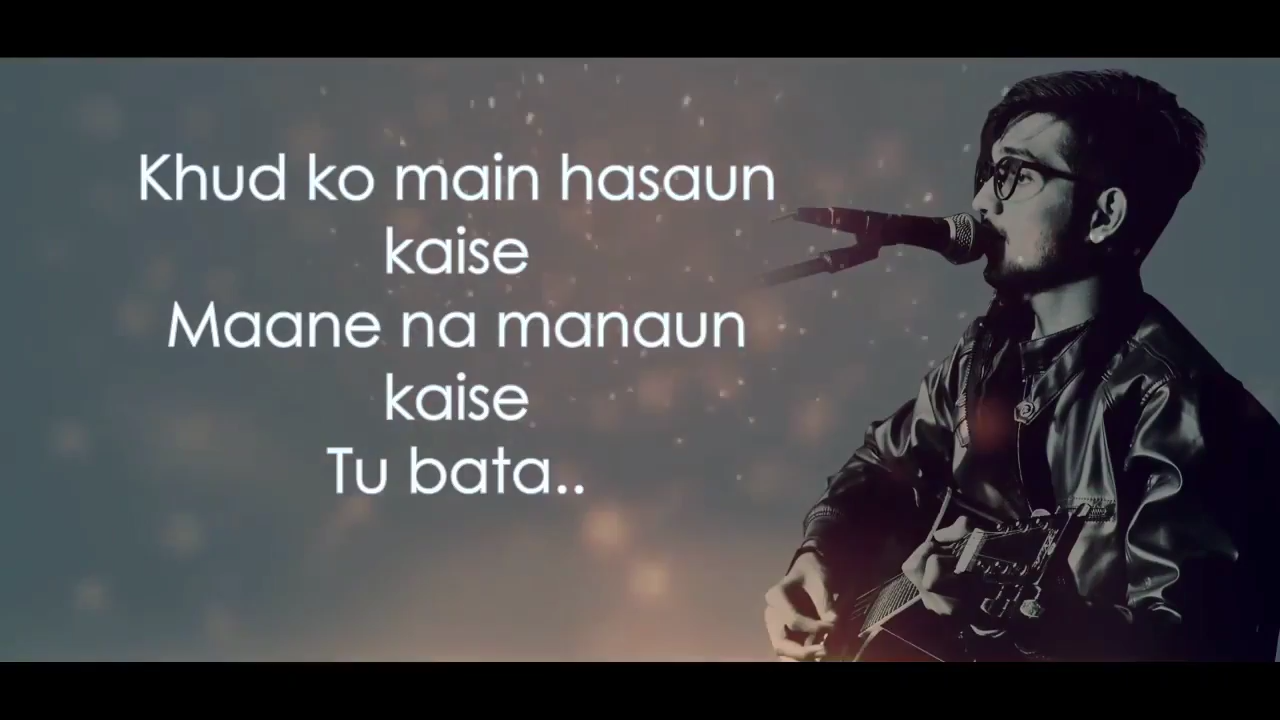 Khud ko main hasaun
kaise
Maane na manaun
kaise
Tu bata..